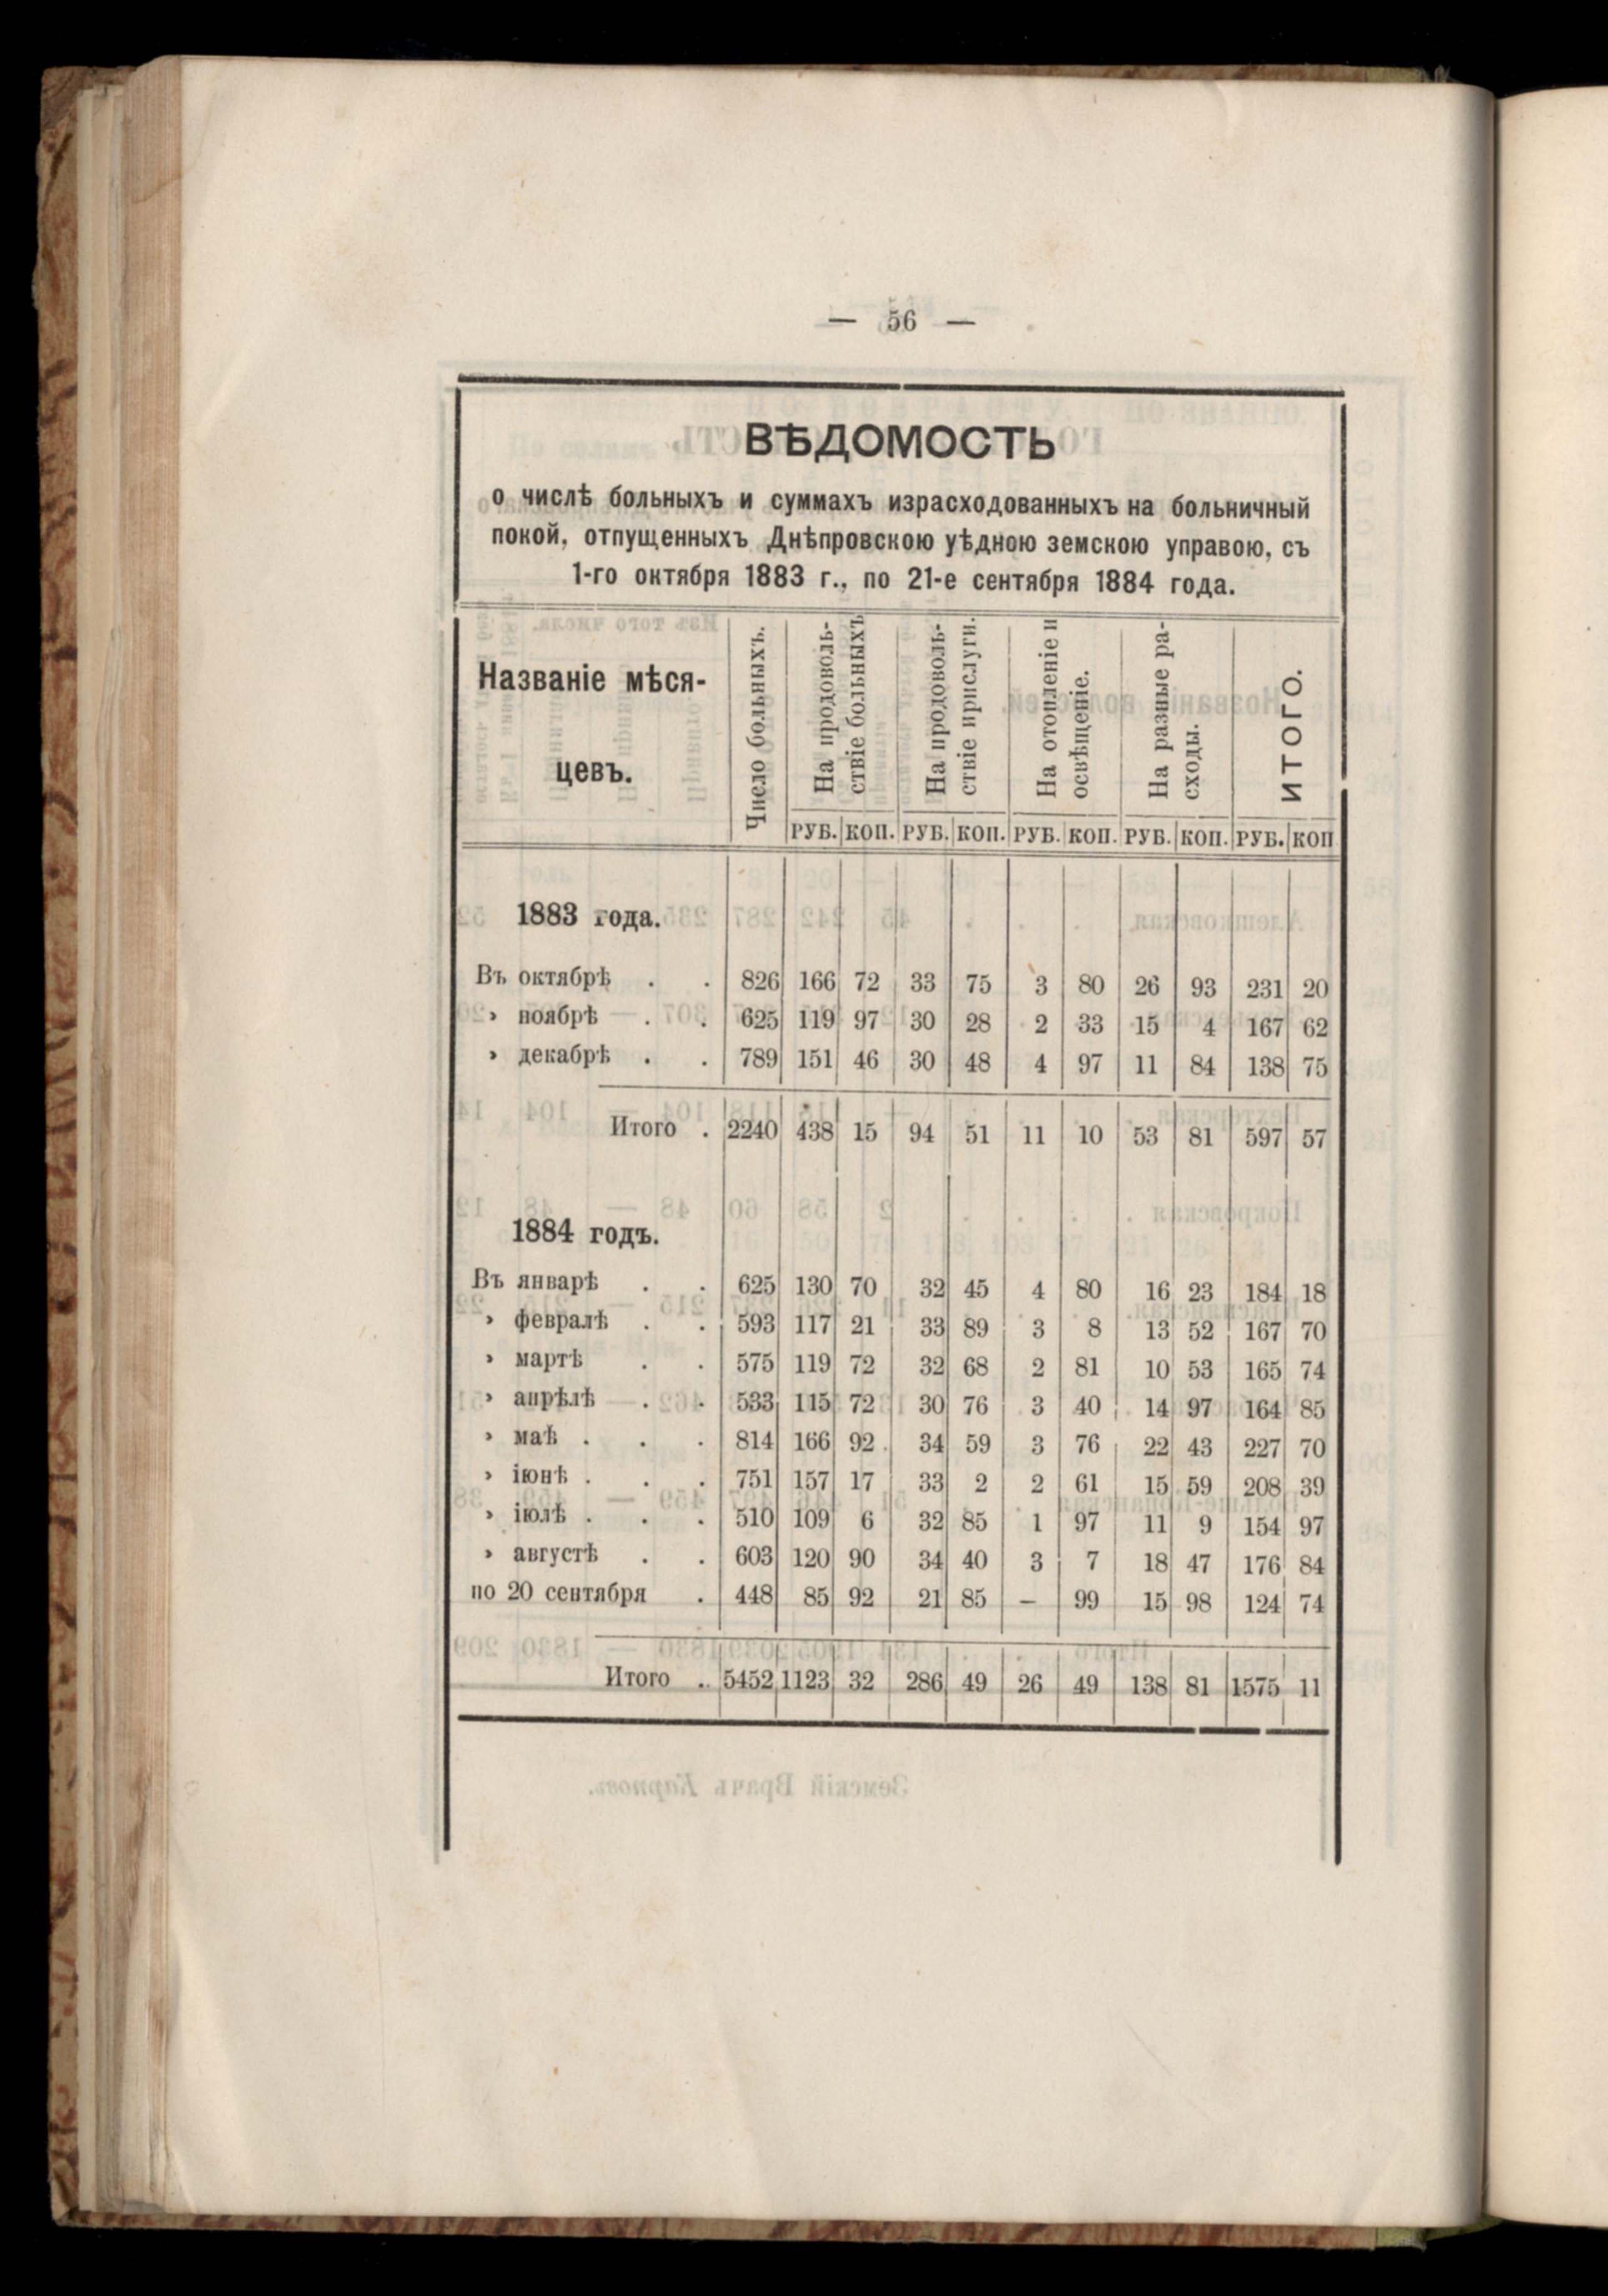 — 56 —
ВѢДОМОСТЬ
о числѣ больныхъ и суммахъ израсходованныхъ на больничный
покой, отпущенныхъ Днѣпровскою уѣдною земскою управою, съ
1-го октября 1883 г., по 21-е сентября 1884 года.
Названіе мѣся-
цевъ.
Число больныхъ.
На продоволь-
ствіе больныхъ
На продоволь-
ствіе прислуги.
На отопленіе и
освѣщеніе.
На разные ра-
сходы.
ИТОГО.
РУБ. КОП. РУБ. КОП. РУБ. КОП. РУБ. КОП. РУБ. КОП
1883 года.
Въ октябрѣ . . 826 166 72 33 75 3 80 26 93 231 20
› ноябрѣ . . 625 119 97 30 28 2 33 15 4 167 62
› декабрѣ . . 789 151 46 30 48 4 97 11 84 138 75
Итого . 2240 438 15 94 51 11 10 53 81 597 57
1884 годъ.
Въ январѣ . . 625 130 70 32 45 4 80 16 23 184 18
› февралѣ . . 593 117 21 33 89 3 8 13 52 167 70
› мартѣ . . 575 119 72 32 68 2 81 10 53 165 74
› апрѣлѣ . . 533 115 72 30 76 3 40 14 97 164 85
› маѣ . . . 814 166 92 34 59 3 76 22 43 227 70
› іюнѣ . . . 751 157 17 33 2 2 61 15 59 208 39
› іюлѣ . . . 510 109 6 32 85 1 97 11 9 154 97
› августѣ . . 603 120 90 34 40 3 7 18 47 176 84
по 20 сентября . 448 85 92 21 85 — 99 15 98 124 74
Итого . 5452 1123 32 286 49 26 49 138 81 1575 11